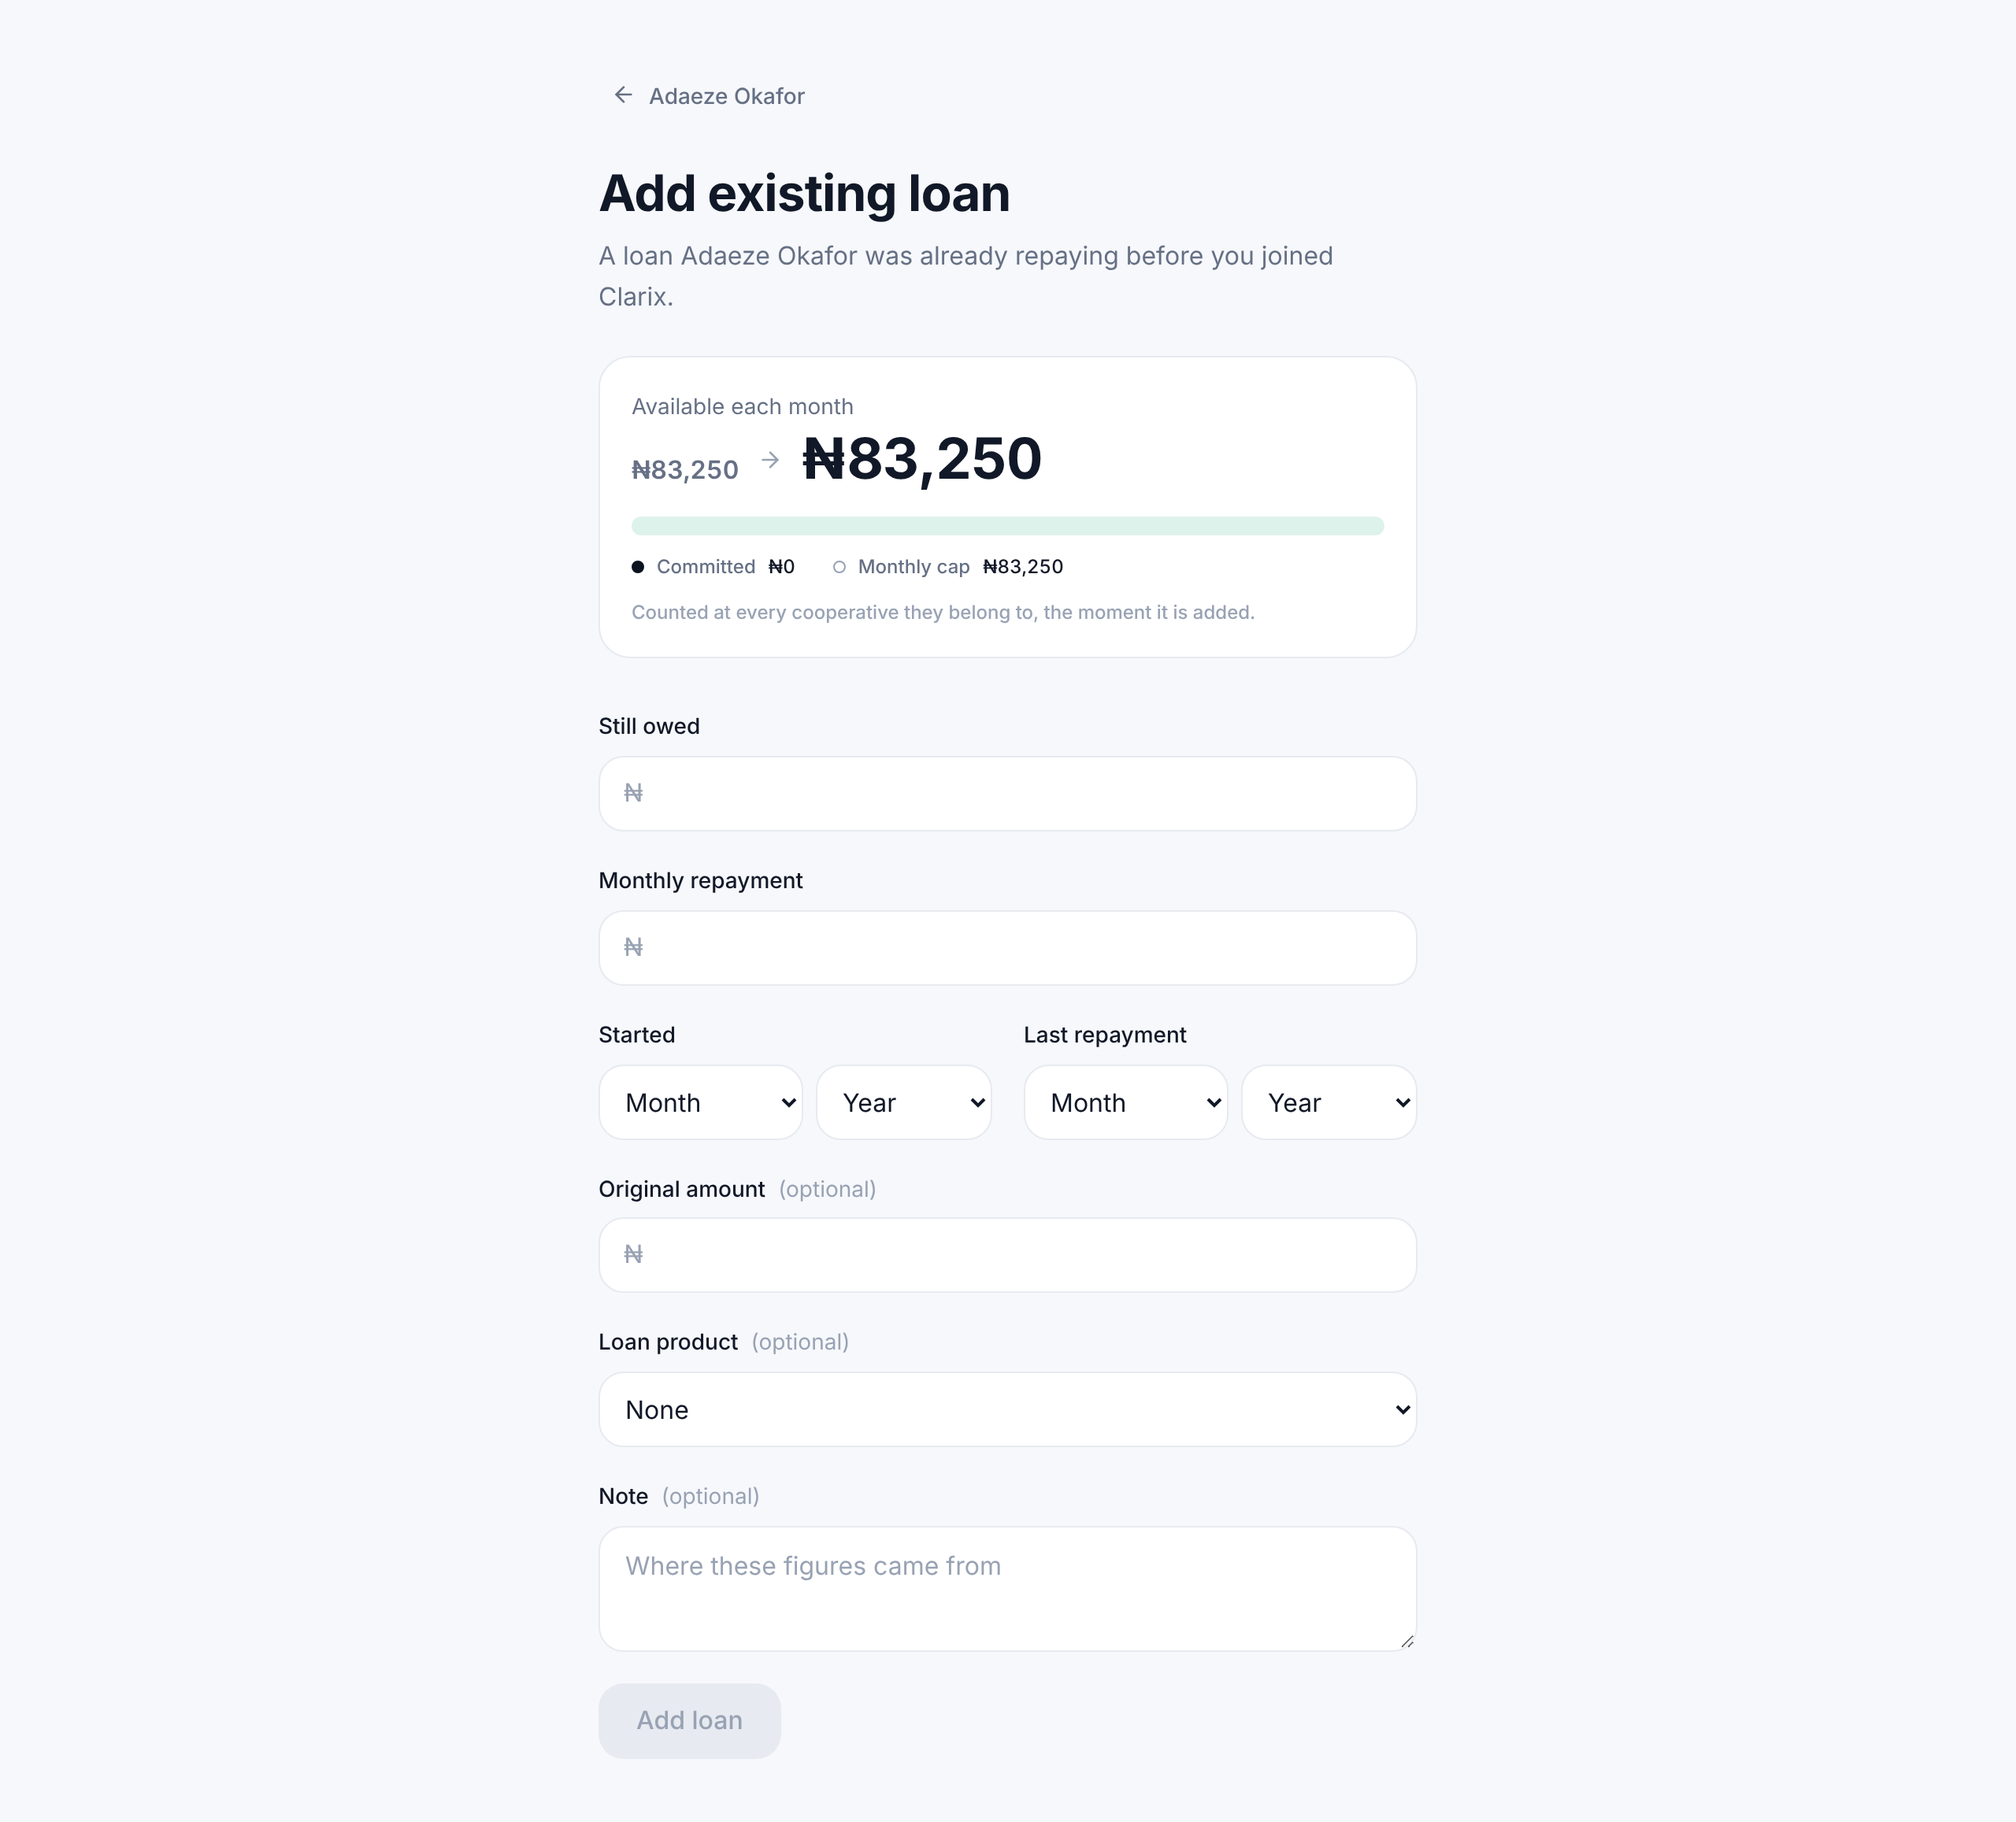 Adaeze Okafor
Add existing loan
A loan Adaeze Okafor was already repaying before you joined
Clarix.
Available each month
₦83,250 → ₦83,250
Committed ₦0 Monthly cap ₦83,250
Counted at every cooperative they belong to, the moment it is added.
Still owed
₦
Monthly repayment
₦
Started Last repayment
Month Year Month Year
Original amount (optional)
₦
Loan product (optional)
None
Note (optional)
Where these figures came from
Add loan